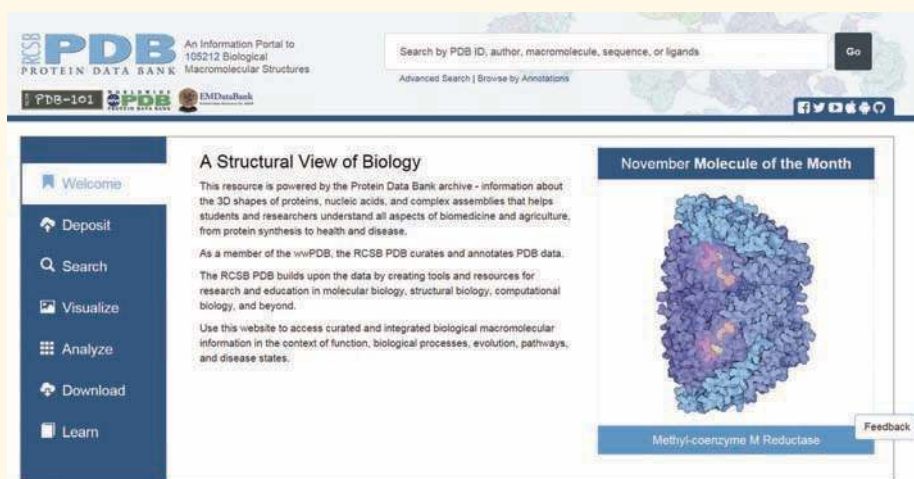 RCSB
PDB
PROTEIN DATA BANK
An Information Portal to
105212 Biological
Macromolecular Structures
Search by PDB ID, author, macromolecule, sequence, or ligands
Go
Advanced Search | Browse by Annotations
PDB-101
WORLDWIDE
PDB
PROTEIN DATA BANK
EMDataBank
November Molecule of the Month
Welcome
Deposit
Search
Visualize
Analyze
Download
Learn
A Structural View of Biology
This resource is powered by the Protein Data Bank archive - information about
the 3D shapes of proteins, nucleic acids, and complex assemblies that helps
students and researchers understand all aspects of biomedicine and agriculture,
from protein synthesis to health and disease.
As a member of the wwPDB, the RCSB PDB curates and annotates PDB data.
The RCSB PDB builds upon the data by creating tools and resources for
research and education in molecular biology, structural biology, computational
biology, and beyond.
Use this website to access curated and integrated biological macromolecular
information in the context of function, biological processes, evolution, pathways,
and disease states.
Methyl-coenzyme M Reductase
Feedback